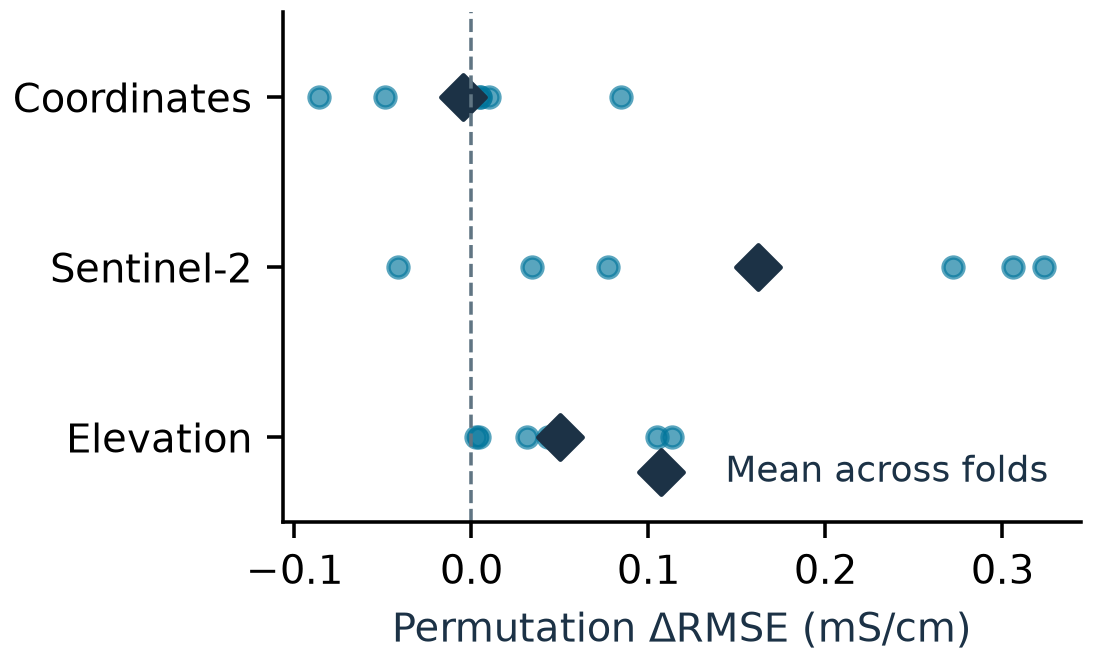 Coordinates
Sentinel-2
Elevation
Mean across folds
−0.1 0.0 0.1 0.2 0.3
Permutation ΔRMSE (mS/cm)